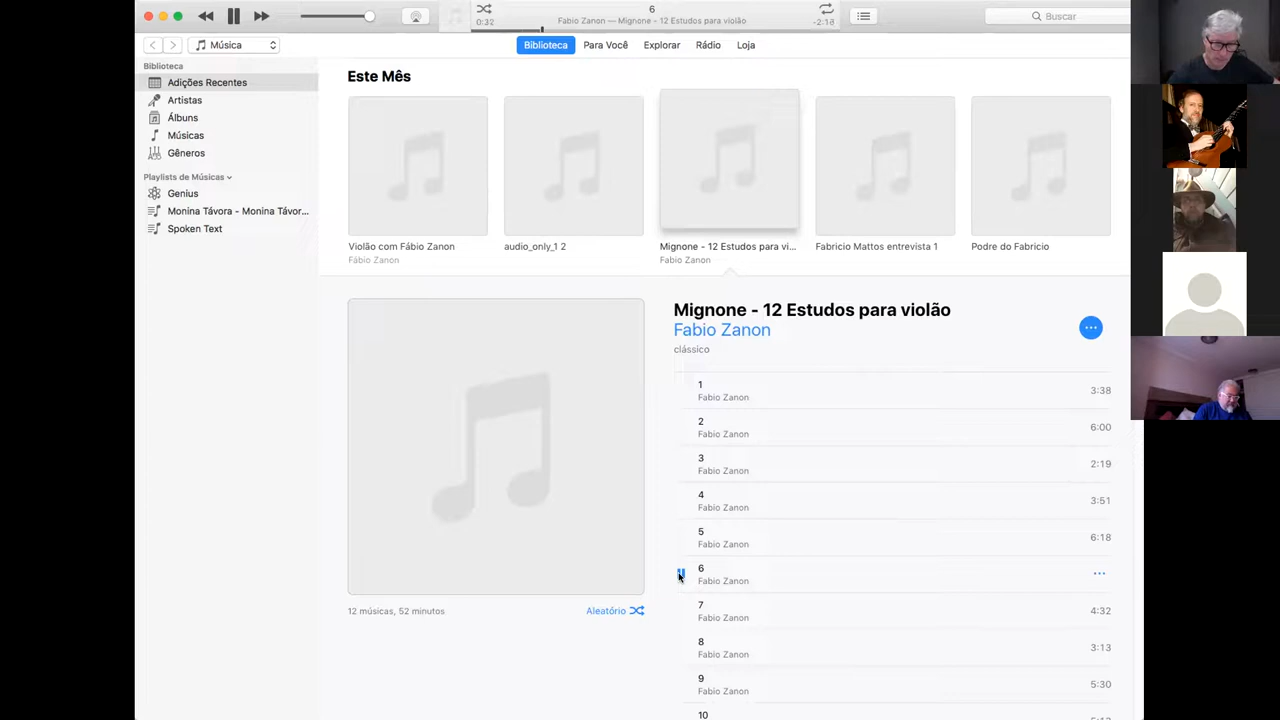 6
0:32
Fabio Zanon — Mignone - 12 Estudos para violão
-2:18
Buscar
Música
Biblioteca
Para Você
Explorar
Rádio
Loja
Biblioteca
Adições Recentes
Artistas
Álbuns
Músicas
Gêneros
Playlists de Músicas
Genius
Monina Távora - Monina Távor...
Spoken Text
Este Mês
Violão com Fábio Zanon
Fábio Zanon
audio_only_1 2
Mignone - 12 Estudos para vi...
Fabio Zanon
Fabricio Mattos entrevista 1
Podre do Fabricio
12 músicas, 52 minutos
Aleatório
Mignone - 12 Estudos para violão
Fabio Zanon
clássico
1
Fabio Zanon
3:38
2
Fabio Zanon
6:00
3
Fabio Zanon
2:19
4
Fabio Zanon
3:51
5
Fabio Zanon
6:18
6
Fabio Zanon
7
Fabio Zanon
4:32
8
Fabio Zanon
3:13
9
Fabio Zanon
5:30
10